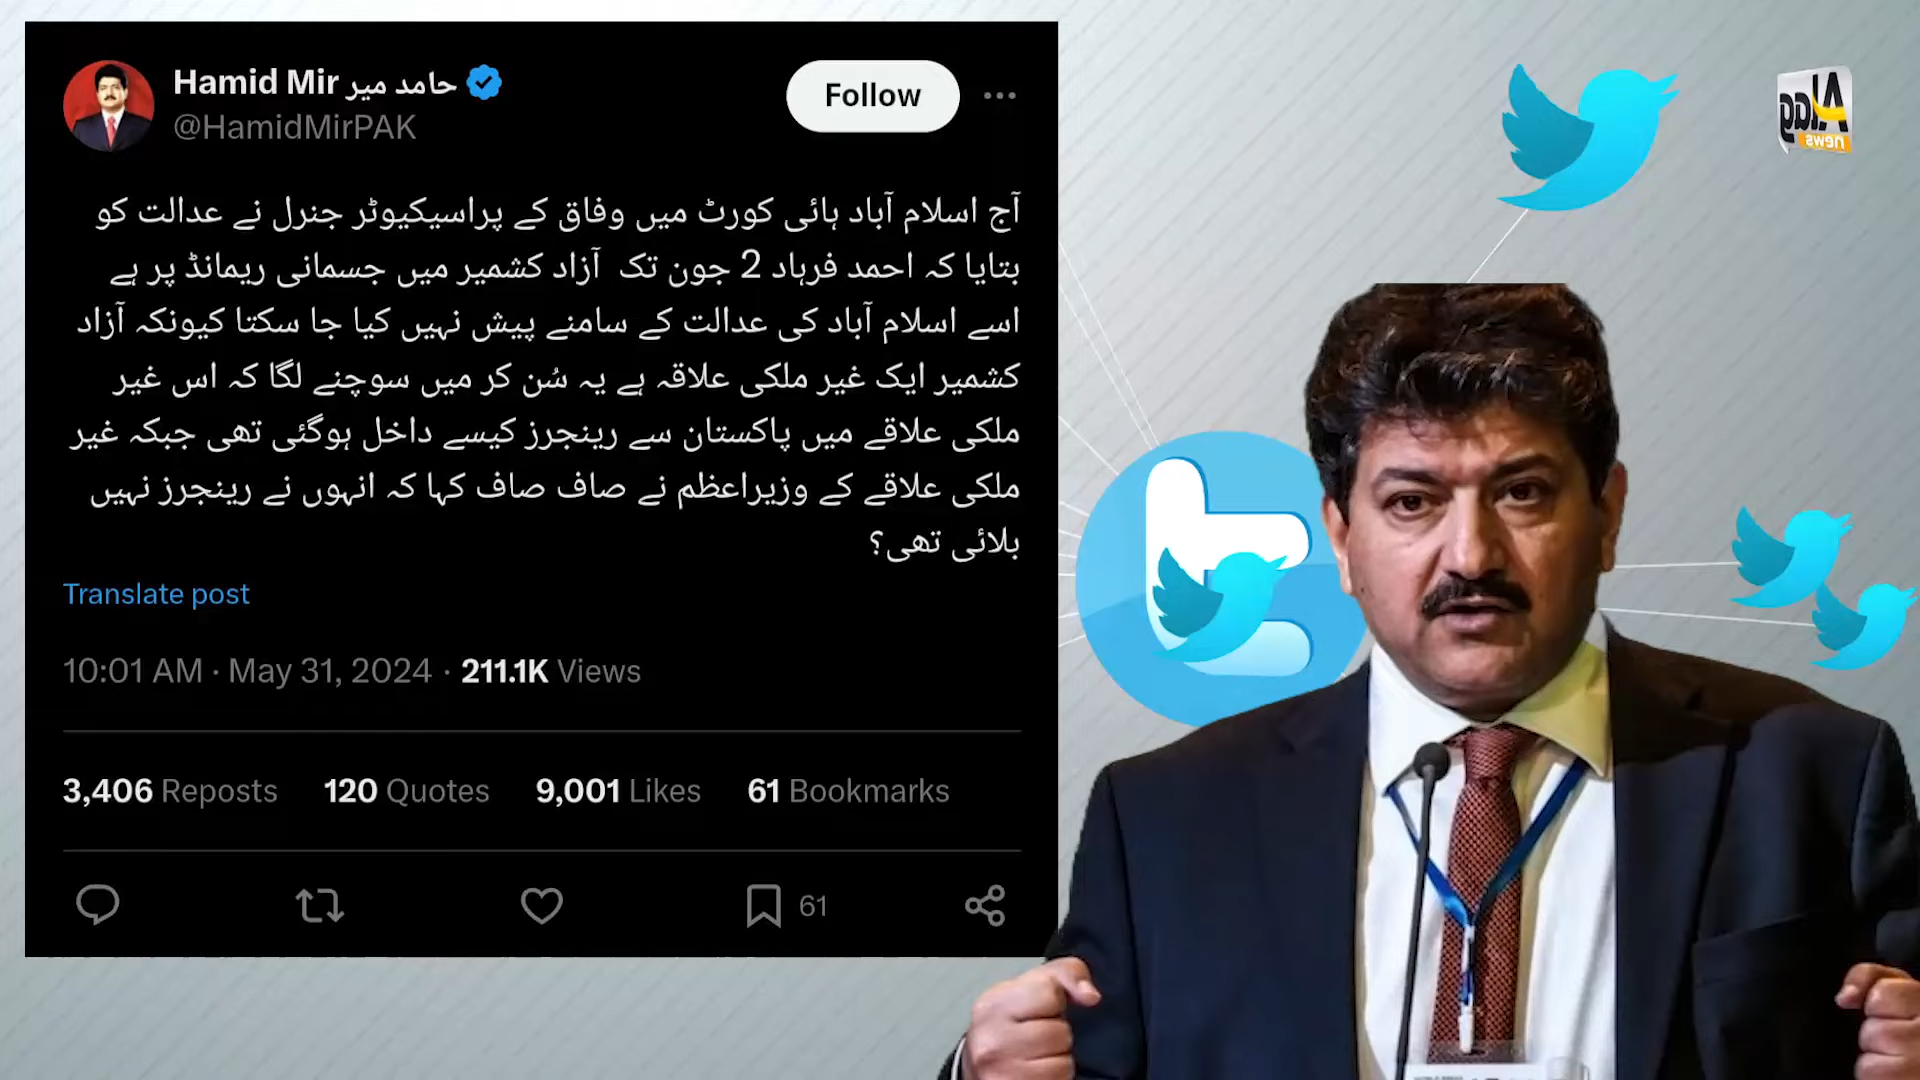 Hamid Mir حامد میر
@HamidMirPAK
Follow
آج اسلام آباد ہائی کورٹ میں وفاق کے پراسیکیوٹر جنرل نے عدالت کو
بتایا کہ احمد فرہاد 2 جون تک آزاد کشمیر میں جسمانی ریمانڈ پر ہے
اسے اسلام آباد کی عدالت کے سامنے پیش نہیں کیا جا سکتا کیونکہ آزاد
کشمیر ایک غیر ملکی علاقہ ہے یہ سُن کر میں سوچنے لگا کہ اس غیر
ملکی علاقے میں پاکستان سے رینجرز کیسے داخل ہوگئی تھی جبکہ غیر
ملکی علاقے کے وزیراعظم نے صاف صاف کہا کہ انہوں نے رینجرز نہیں
بلائی تھی؟
Translate post
10:01 AM · May 31, 2024 · 211.1K Views
3,406 Reposts 120 Quotes 9,001 Likes 61 Bookmarks
61
Alag
news